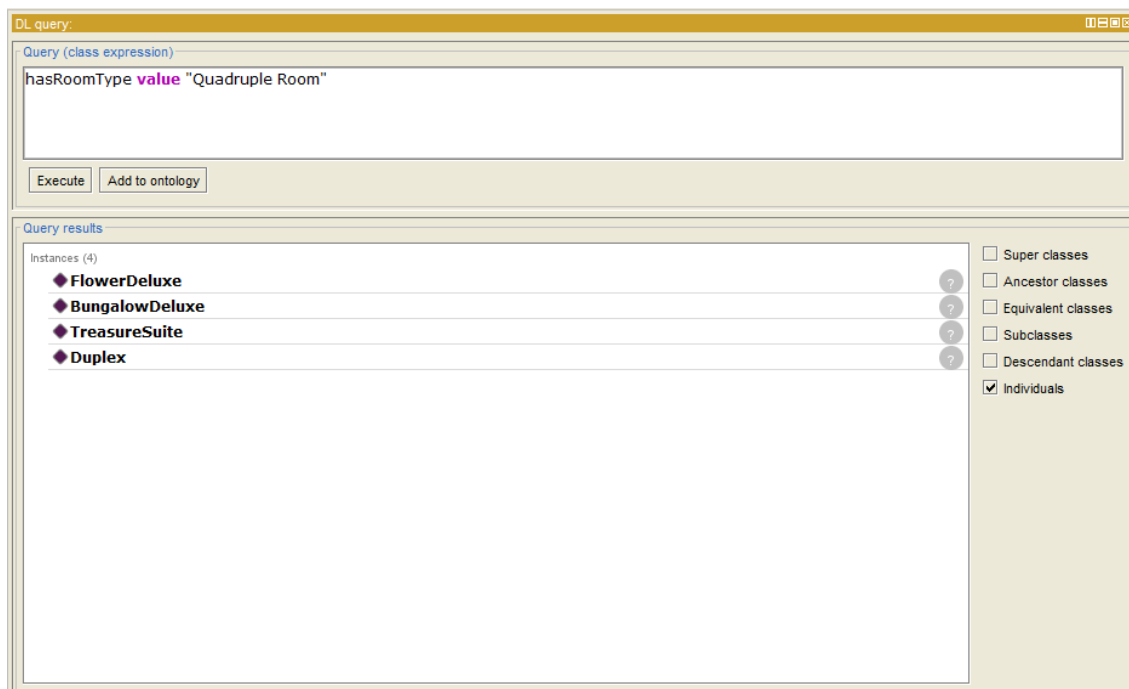 DL query:
Query (class expression)
hasRoomType value "Quadruple Room"
Execute Add to ontology
Query results
Instances (4)
FlowerDeluxe ?
BungalowDeluxe ?
TreasureSuite ?
Duplex ?
Super classes
Ancestor classes
Equivalent classes
Subclasses
Descendant classes
Individuals